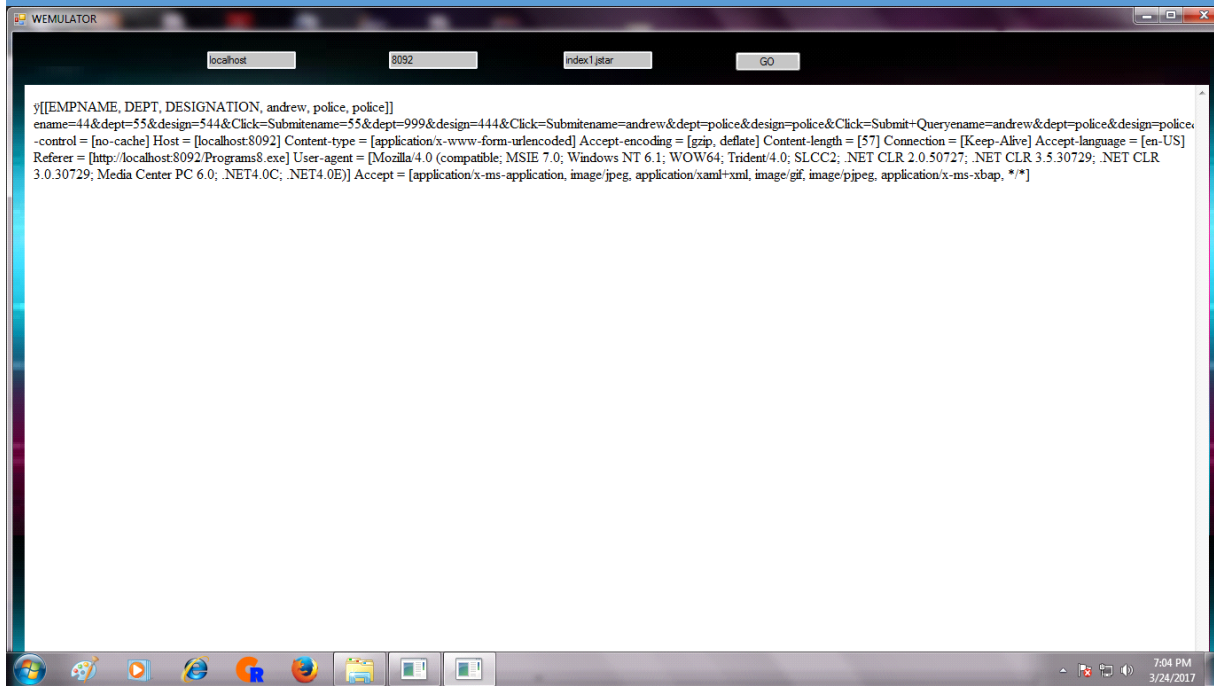 WEMULATOR
localhost 8092 index1.jstar GO
ÿ[[EMPNAME, DEPT, DESIGNATION, andrew, police, police]]
ename=44&dept=55&design=544&Click=Submitename=55&dept=999&design=444&Click=Submitename=andrew&dept=police&design=police&Click=Submit+Queryename=andrew&dept=police&design=police&
-control = [no-cache] Host = [localhost:8092] Content-type = [application/x-www-form-urlencoded] Accept-encoding = [gzip, deflate] Content-length = [57] Connection = [Keep-Alive] Accept-language = [en-US]
Referer = [http://localhost:8092/Programs8.exe] User-agent = [Mozilla/4.0 (compatible; MSIE 7.0; Windows NT 6.1; WOW64; Trident/4.0; SLCC2; .NET CLR 2.0.50727; .NET CLR 3.5.30729; .NET CLR
3.0.30729; Media Center PC 6.0; .NET4.0C; .NET4.0E)] Accept = [application/x-ms-application, image/jpeg, application/xaml+xml, image/gif, image/pjpeg, application/x-ms-xbap, */*]
7:04 PM
3/24/2017